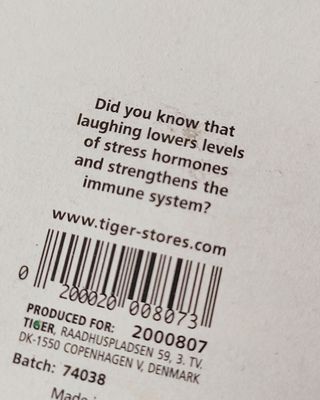 Did you know that
laughing lowers levels
of stress hormones
and strengthens the
immune system?
www.tiger-stores.com
0 200020 008073
PRODUCED FOR: 2000807
TIGER, RAADHUSPLADSEN 59, 3. TV.
DK-1550 COPENHAGEN V, DENMARK
Batch: 74038
Made